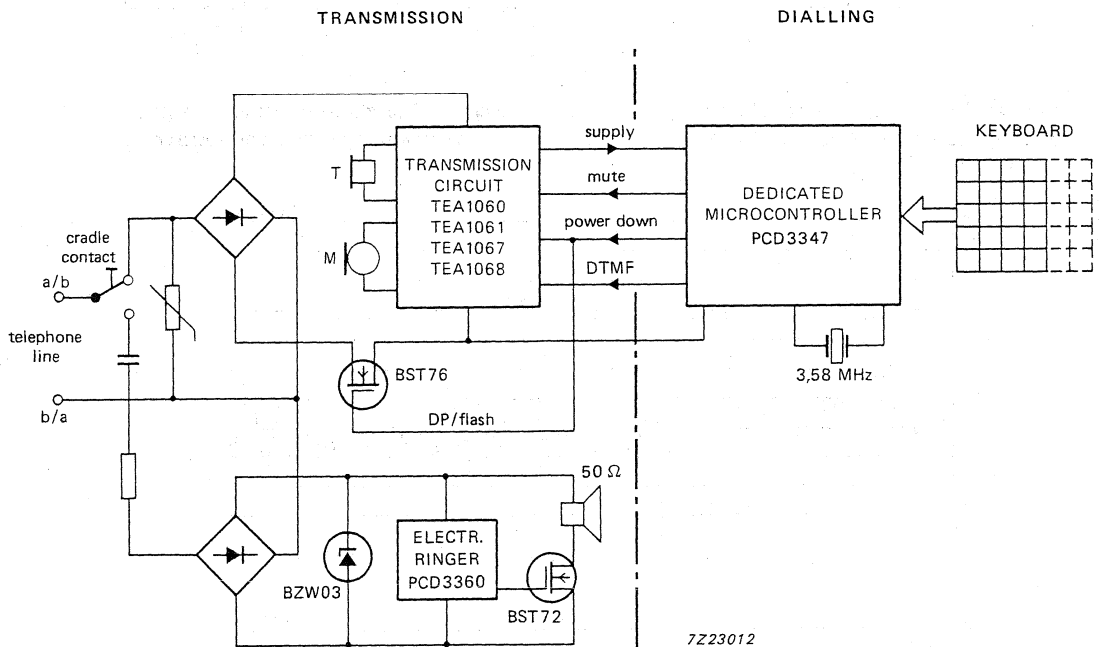 TRANSMISSION
DIALLING
supply
mute
power down
DTMF
TRANSMISSION
CIRCUIT
TEA1060
TEA1061
TEA1067
TEA1068
T
M
DEDICATED
MICROCONTROLLER
PCD3347
KEYBOARD
3,58 MHz
cradle
contact
a/b
telephone
line
b/a
BST76
DP/flash
50 Ω
ELECTR.
RINGER
PCD3360
BZW03
BST72
7Z23012